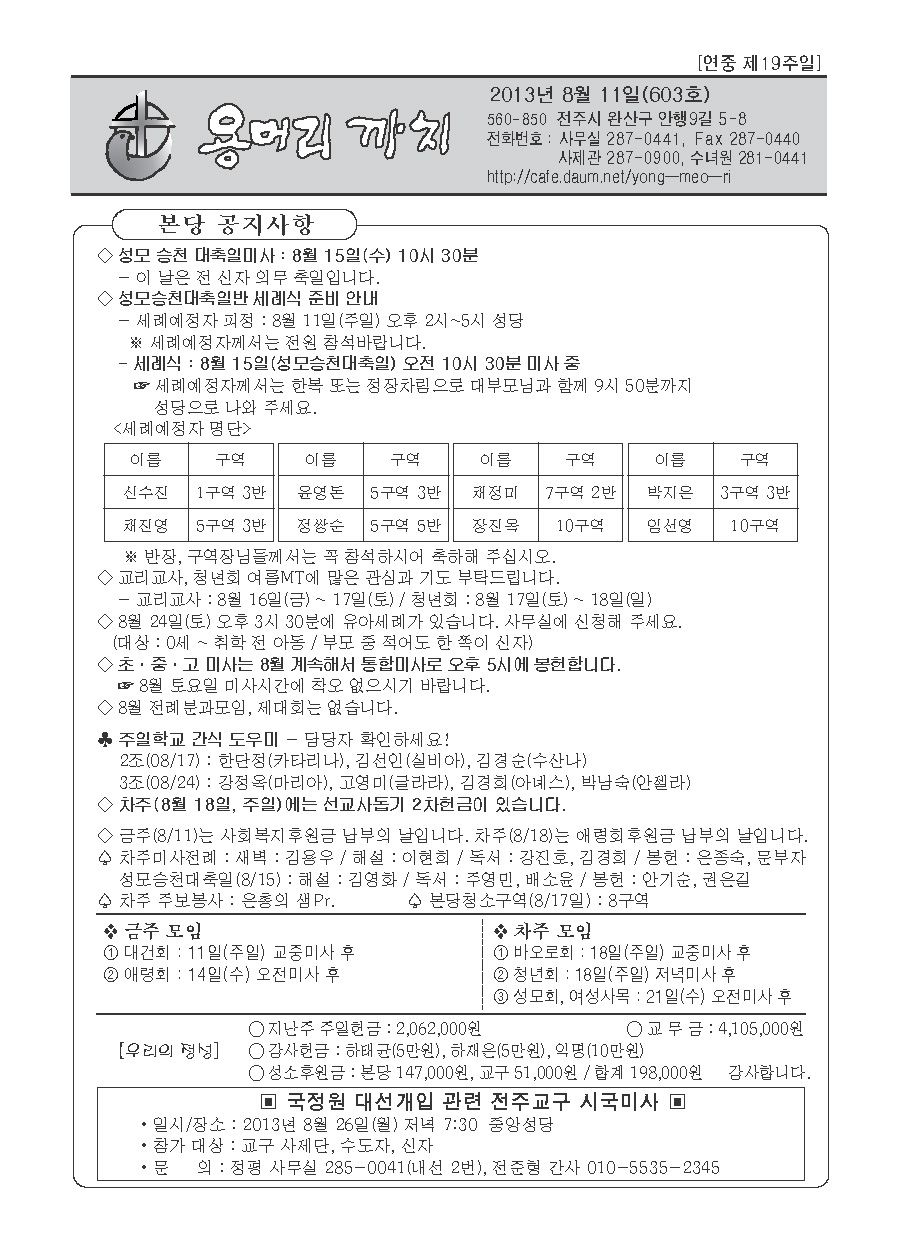 [연중 제19주일]
용머리 까치
2013년 8월 11일(603호)
560-850 전주시 완산구 안행9길 5-8
전화번호 : 사무실 287-0441, Fax 287-0440
사제관 287-0900, 수녀원 281-0441
http://cafe.daum.net/yong-meo-ri
본당 공지사항
◇ 성모 승천 대축일미사 : 8월 15일(수) 10시 30분
- 이 날은 전 신자 의무 축일입니다.
◇ 성모승천대축일반 세례식 준비 안내
- 세례예정자 피정 : 8월 11일(주일) 오후 2시~5시 성당
※ 세례예정자께서는 전원 참석바랍니다.
- 세례식 : 8월 15일(성모승천대축일) 오전 10시 30분 미사 중
☞ 세례예정자께서는 한복 또는 정장차림으로 대부모님과 함께 9시 50분까지
성당으로 나와 주세요.
<세례예정자 명단>
이름 구역 이름 구역 이름 구역 이름 구역
신수진 1구역 3반 윤영돈 5구역 3반 채정미 7구역 2반 박지은 3구역 3반
채진영 5구역 3반 정쌍순 5구역 5반 장진옥 10구역 임선영 10구역
※ 반장, 구역장님들께서는 꼭 참석하시어 축하해 주십시오.
◇ 교리교사, 청년회 여름MT에 많은 관심과 기도 부탁드립니다.
- 교리교사 : 8월 16일(금) ~ 17일(토) / 청년회 : 8월 17일(토) ~ 18일(일)
◇ 8월 24일(토) 오후 3시 30분에 유아세례가 있습니다. 사무실에 신청해 주세요.
(대상 : 0세 ~ 취학 전 아동 / 부모 중 적어도 한 쪽이 신자)
◇ 초·중·고 미사는 8월 계속해서 통합미사로 오후 5시에 봉헌합니다.
☞ 8월 토요일 미사시간에 착오 없으시기 바랍니다.
◇ 8월 전례분과모임, 제대회는 없습니다.
♣ 주일학교 간식 도우미 - 담당자 확인하세요!
2조(08/17) : 한단정(카타리나), 김선인(실비아), 김경순(수산나)
3조(08/24) : 강정옥(마리아), 고영미(글라라), 김경희(아녜스), 박남숙(안젤라)
◇ 차주(8월 18일, 주일)에는 선교사돕기 2차헌금이 있습니다.
◇ 금주(8/11)는 사회복지후원금 납부의 날입니다. 차주(8/18)는 애령회후원금 납부의 날입니다.
♤ 차주미사전례 : 새벽 : 김용우 / 해설 : 이현희 / 독서 : 강진호, 김경희 / 봉헌 : 은종숙, 문부자
성모승천대축일(8/15) : 해설 : 김영화 / 독서 : 주영민, 배소윤 / 봉헌 : 안기순, 권은길
♤ 차주 주보봉사 : 은총의 샘Pr. ♤ 본당청소구역(8/17일) : 8구역
❖ 금주 모임
① 대건회 : 11일(주일) 교중미사 후
② 애령회 : 14일(수) 오전미사 후
❖ 차주 모임
① 바오로회 : 18일(주일) 교중미사 후
② 청년회 : 18일(주일) 저녁미사 후
③ 성모회, 여성사목 : 21일(수) 오전미사 후
○ 지난주 주일헌금 : 2,062,000원 ○ 교 무 금 : 4,105,000원
[우리의 정성] ○ 감사헌금 : 하태균(5만원), 하재은(5만원), 익명(10만원)
○ 성소후원금 : 본당 147,000원, 교구 51,000원 / 합계 198,000원 감사합니다.
▣ 국정원 대선개입 관련 전주교구 시국미사 ▣
• 일시/장소 : 2013년 8월 26일(월) 저녁 7:30 중앙성당
• 참가 대상 : 교구 사제단, 수도자, 신자
• 문 의 : 정평 사무실 285-0041(내선 2번), 전준형 간사 010-5535-2345